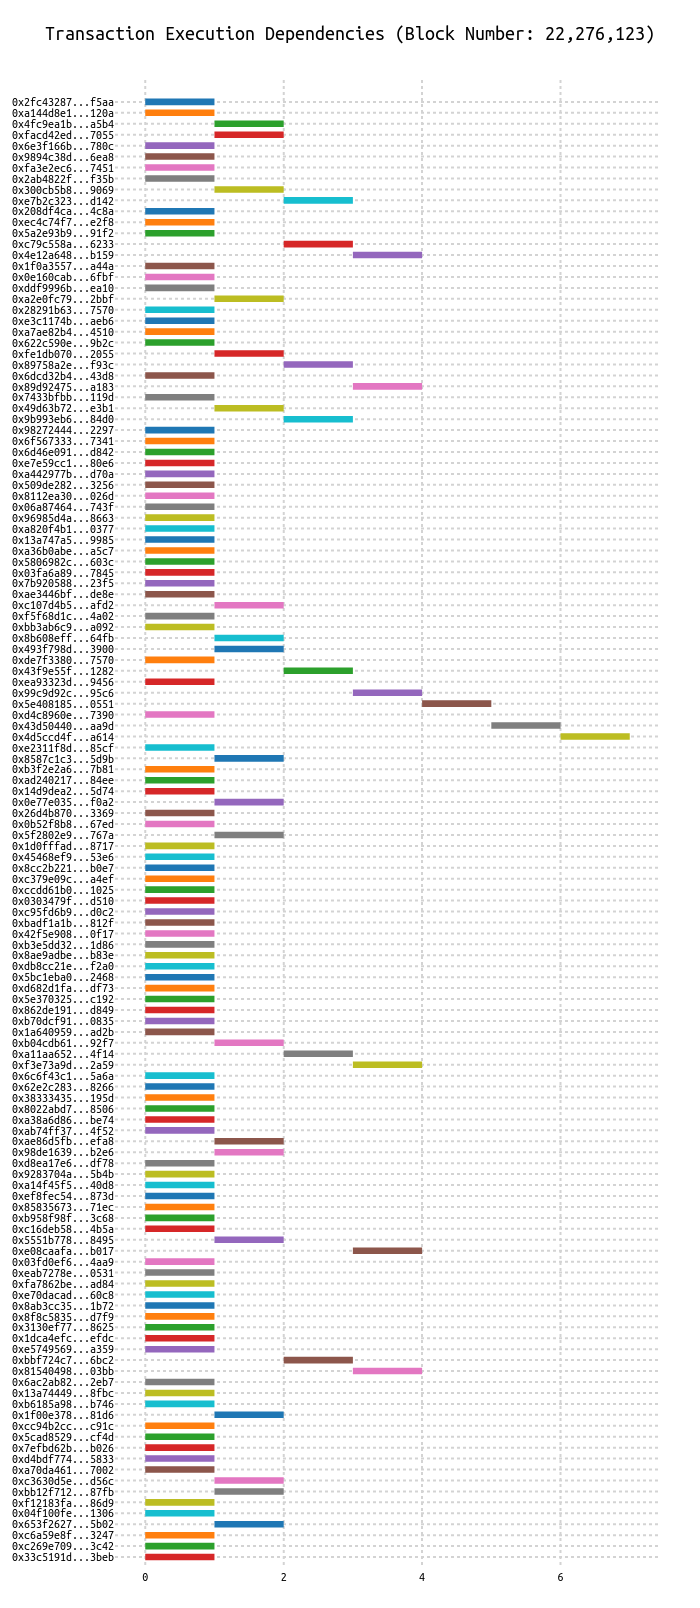 Transaction Execution Dependencies (Block Number: 22,276,123)
0x2fc43287...f5aa
0xa144d8e1...120a
0x4fc9ea1b...a5b4
0xfacd42ed...7055
0x6e3f166b...780c
0x9894c38d...6ea8
0xfa3e2ec6...7451
0x2ab4822f...f35b
0x300cb5b8...9069
0xe7b2c323...d142
0x208df4ca...4c8a
0xec4c74f7...e2f8
0x5a2e93b9...91f2
0xc79c558a...6233
0x4e12a648...b159
0x1f0a3557...a44a
0x0e160cab...6fbf
0xddf9996b...ea10
0xa2e0fc79...2bbf
0x28291b63...7570
0xe3c1174b...aeb6
0xa7ae82b4...4510
0x622c590e...9b2c
0xfe1db070...2055
0x89758a2e...f93c
0x6dcd32b4...43d8
0x89d92475...a183
0x7433bfbb...119d
0x49d63b72...e3b1
0x9b993eb6...84d0
0x98272444...2297
0x6f567333...7341
0x6d46e091...d842
0xe7e59cc1...80e6
0xa442977b...d70a
0x509de282...3256
0x8112ea30...026d
0x06a87464...743f
0x96985d4a...8663
0xa820f4b1...0377
0x13a747a5...9985
0xa36b0abe...a5c7
0x5806982c...603c
0x03fa6a89...7845
0x7b920588...23f5
0xae3446bf...de8e
0xc107d4b5...afd2
0xf5f68d1c...4a02
0xbb3ab6c9...a092
0x8b608eff...64fb
0x493f798d...3900
0xde7f3380...7570
0x43f9e55f...1282
0xea93323d...9456
0x99c9d92c...95c6
0x5e408185...0551
0xd4c8960e...7390
0x43d50440...aa9d
0x4d5ccd4f...a614
0xe2311f8d...85cf
0x8587c1c3...5d9b
0xb3f2e2a6...7b81
0xad240217...84ee
0x14d9dea2...5d74
0x0e77e035...f0a2
0x26d4b870...3369
0x0b52f8b8...67ed
0x5f2802e9...767a
0x1d0fffad...8717
0x45468ef9...53e6
0x8cc2b221...b0e7
0xc379e09c...a4ef
0xccdd61b0...1025
0x0303479f...d510
0xc95fd6b9...d0c2
0xbadf1a1b...812f
0x42f5e908...0f17
0xb3e5dd32...1d86
0x8ae9adbe...b83e
0xdb8cc21e...f2a0
0x5bc1eba0...2468
0xd682d1fa...df73
0x5e370325...c192
0x862de191...d849
0xb70dcf91...0835
0x1a640959...ad2b
0xb04cdb61...92f7
0xa11aa652...4f14
0xf3e73a9d...2a59
0x6c6f43c1...5a6a
0x62e2c283...8266
0x38333435...195d
0x8022abd7...8506
0xa38a6d86...be74
0xab74ff37...4f52
0xae86d5fb...efa8
0x98de1639...b2e6
0xd8ea17e6...df78
0x9283704a...5b4b
0xa14f45f5...40d8
0xef8fec54...873d
0x85835673...71ec
0xb958f98f...3c68
0xc16deb58...4b5a
0x5551b778...8495
0xe08caafa...b017
0x03fd0ef6...4aa9
0xeab7278e...0531
0xfa7862be...ad84
0xe70dacad...60c8
0x8ab3cc35...1b72
0x8f8c5835...d7f9
0x3130ef77...8625
0x1dca4efc...efdc
0xe5749569...a359
0xbbf724c7...6bc2
0x81540498...03bb
0x6ac2ab82...2eb7
0x13a74449...8fbc
0xb6185a98...b746
0x1f00e378...81d6
0xcc94b2cc...c91c
0x5cad8529...cf4d
0x7efbd62b...b026
0xd4bdf774...5833
0xa70da461...7002
0xc3630d5e...d56c
0xbb12f712...87fb
0xf12183fa...86d9
0x04f100fe...1306
0x653f2627...5b02
0xc6a59e8f...3247
0xc269e709...3c42
0x33c5191d...3beb
0 2 4 6